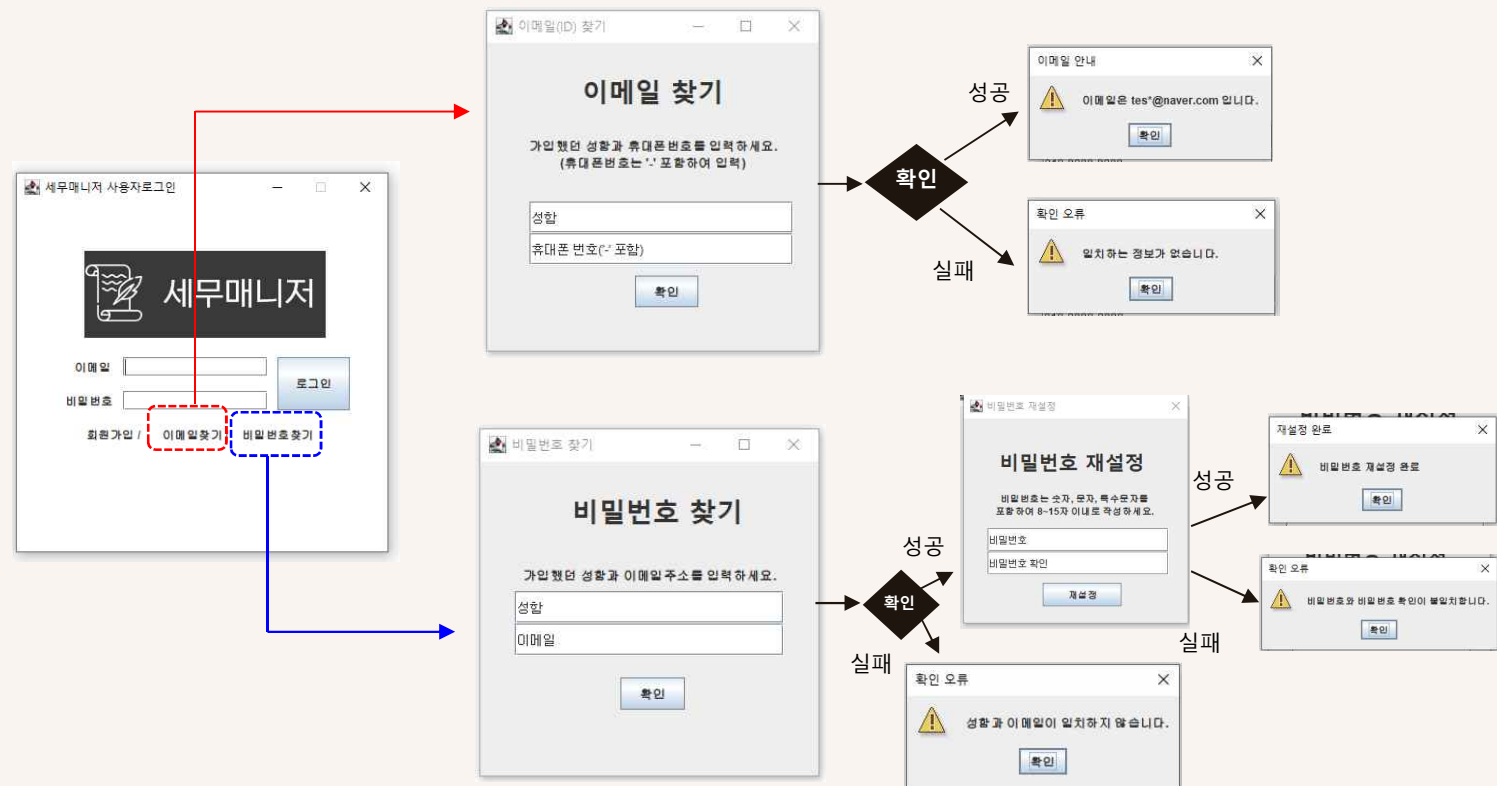 세무매니저 사용자로그인
세무매니저
이메일
비밀번호
로그인
회원가입 /
이메일찾기
비밀번호찾기
이메일(ID) 찾기
이메일 찾기
가입했던 성함과 휴대폰번호를 입력하세요.
(휴대폰번호는 '-' 포함하여 입력)
성함
휴대폰 번호('-' 포함)
확인
확인
성공
이메일 안내
이메일은 tes*@naver.com 입니다.
확인
실패
확인 오류
일치하는 정보가 없습니다.
확인
비밀번호 찾기
비밀번호 찾기
가입했던 성함과 이메일주소를 입력하세요.
성함
이메일
확인
확인
성공
비밀번호 재설정
비밀번호 재설정
비밀번호는 숫자, 문자, 특수문자를
포함하여 8~15자 이내로 작성하세요.
비밀번호
비밀번호 확인
재설정
성공
재설정 완료
비밀번호 재설정 완료
확인
실패
확인 오류
비밀번호와 비밀번호 확인이 불일치합니다.
확인
실패
확인 오류
성함과 이메일이 일치하지 않습니다.
확인